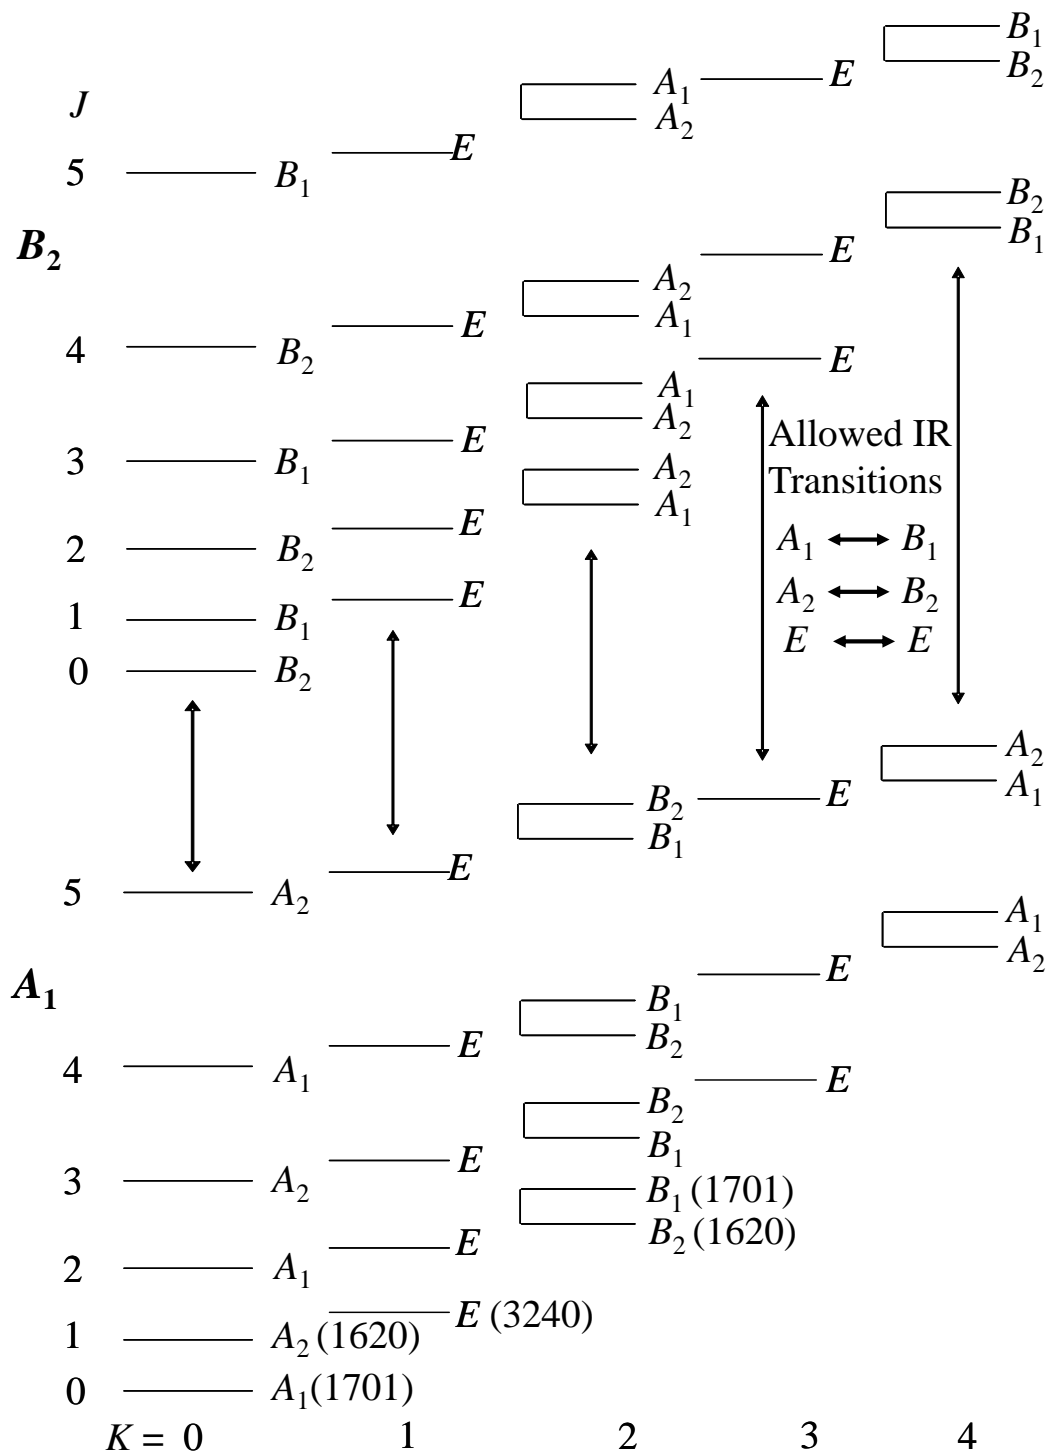 B₁
B₂
J
A₁
A₂
E
5
B₁
E
B₂
B₂
B₁
E
A₂
A₁
4
B₂
E
E
A₁
A₂
Allowed IR
Transitions
3
B₁
E
A₂
A₁
2
B₂
E
A₁ B₁
A₂ B₂
E E
1
B₁
E
0
B₂
A₂
A₁
B₂
B₁
E
5
A₂
E
A₁
A₂
A₁
E
B₁
B₂
4
A₁
E
E
B₂
B₁
3
A₂
E
B₁ (1701)
B₂ (1620)
2
A₁
E
E (3240)
1
A₂ (1620)
0
A₁(1701)
K = 0 1 2 3 4